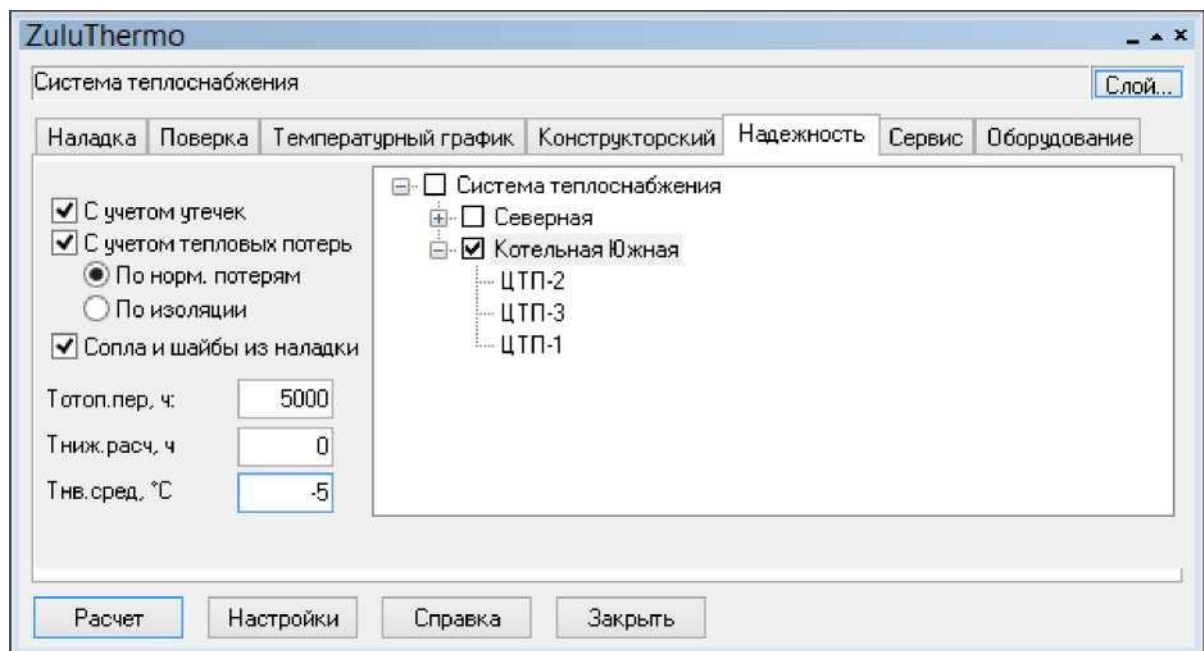 ZuluThermo
Система теплоснабжения
Слой...
Наладка Поверка Температурный график Конструкторский Надежность Сервис Оборудование
С учетом утечек
С учетом тепловых потерь
По норм. потерям
По изоляции
Сопла и шайбы из наладки
Тотоп.пер, ч: 5000
Тниж.расч, ч 0
Тнв.сред, °С -5
Система теплоснабжения
Северная
Котельная Южная
ЦТП-2
ЦТП-3
ЦТП-1
Расчет Настройки Справка Закрыть